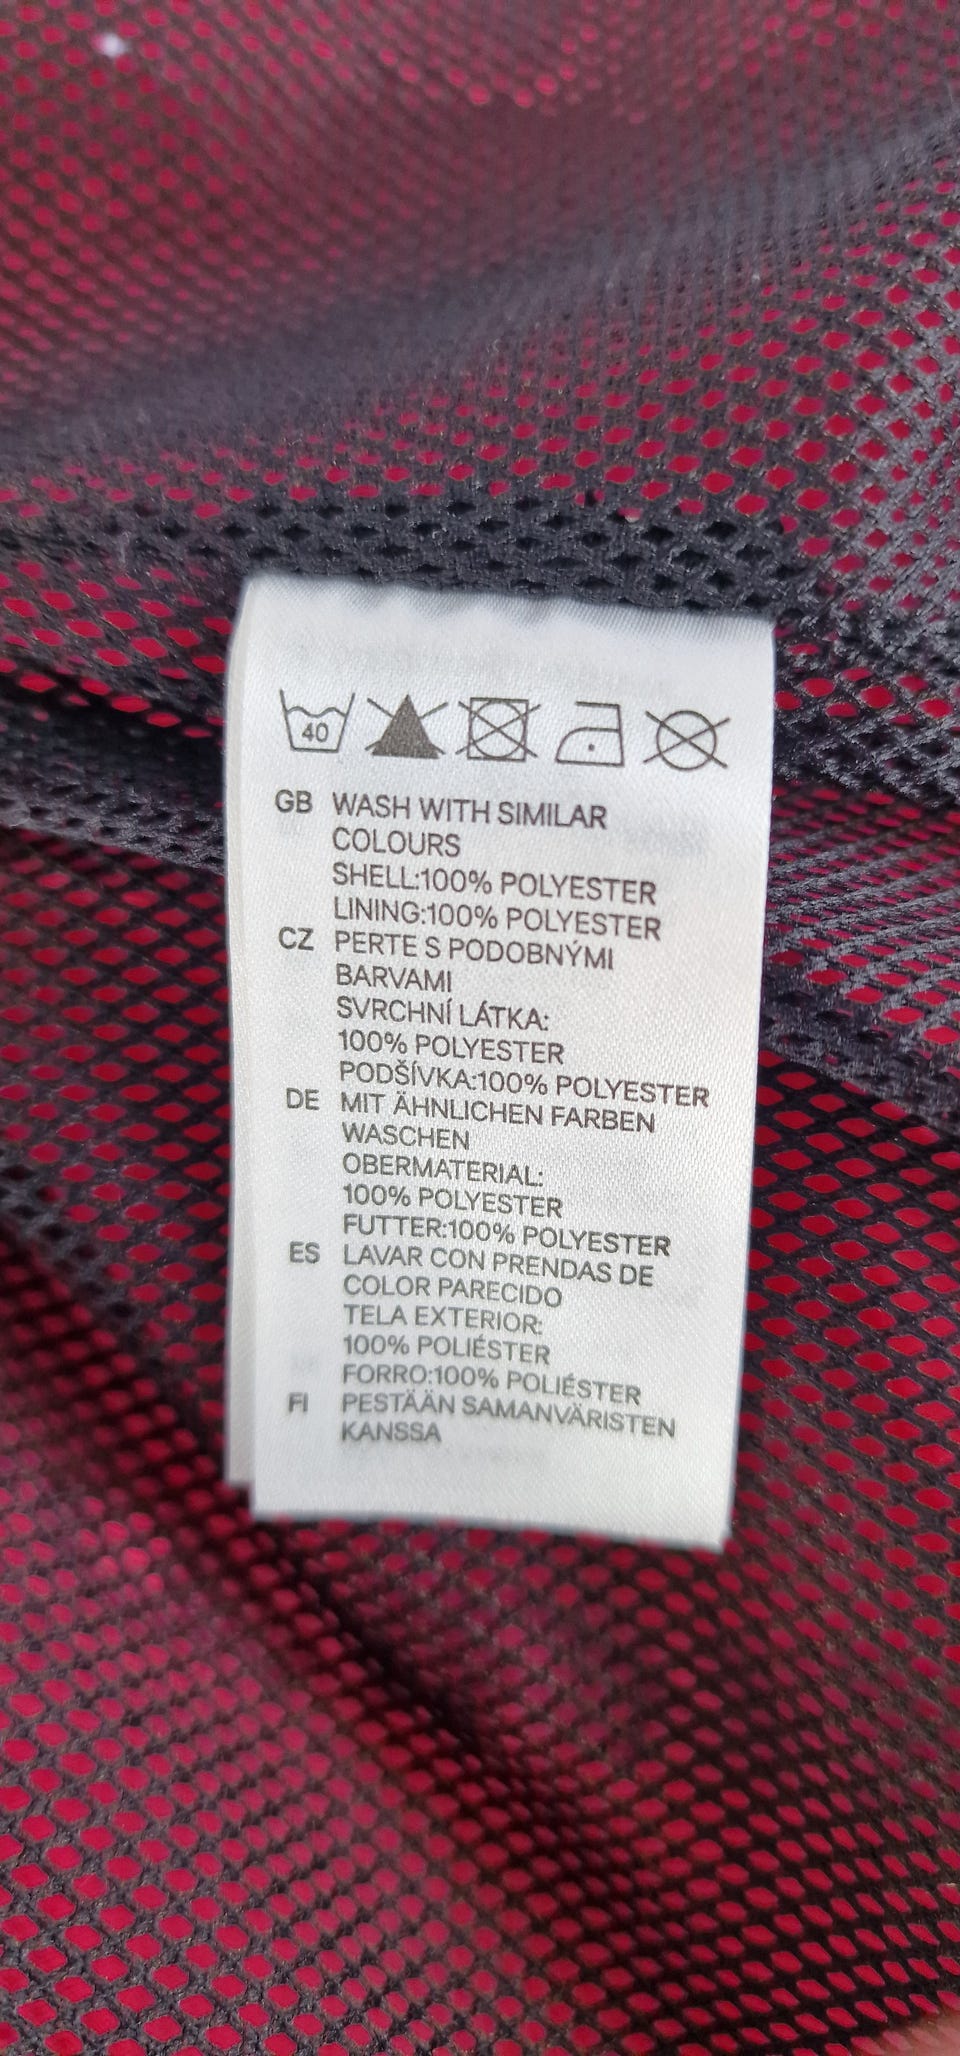 40
GB WASH WITH SIMILAR
COLOURS
SHELL:100% POLYESTER
LINING:100% POLYESTER
CZ PERTE S PODOBNÝMI
BARVAMI
SVRCHNÍ LÁTKA:
100% POLYESTER
PODŠÍVKA:100% POLYESTER
DE MIT ÄHNLICHEN FARBEN
WASCHEN
OBERMATERIAL:
100% POLYESTER
FUTTER:100% POLYESTER
ES LAVAR CON PRENDAS DE
COLOR PARECIDO
TELA EXTERIOR:
100% POLIÉSTER
FORRO:100% POLIÉSTER
FI PESTÄÄN SAMANVÄRISTEN
KANSSA